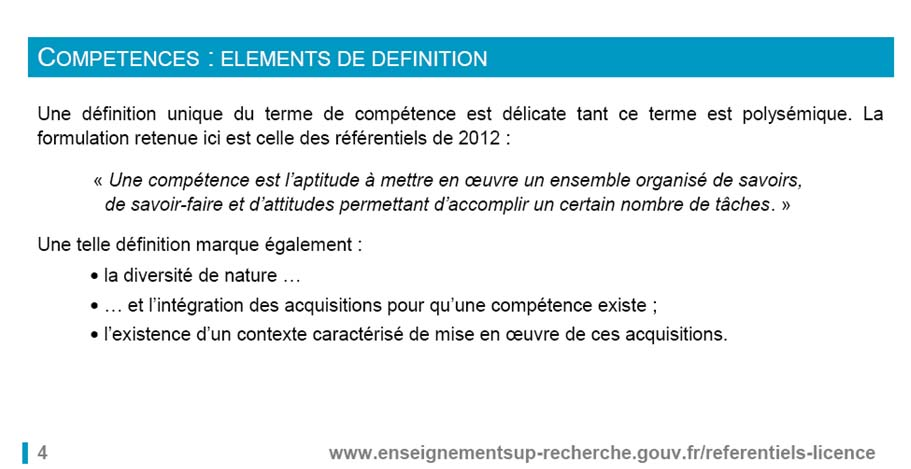 COMPETENCES : ELEMENTS DE DEFINITION
Une définition unique du terme de compétence est délicate tant ce terme est polysémique. La
formulation retenue ici est celle des référentiels de 2012 :
« Une compétence est l’aptitude à mettre en œuvre un ensemble organisé de savoirs,
de savoir-faire et d’attitudes permettant d’accomplir un certain nombre de tâches. »
Une telle définition marque également :
• la diversité de nature …
• … et l’intégration des acquisitions pour qu’une compétence existe ;
• l’existence d’un contexte caractérisé de mise en œuvre de ces acquisitions.
4 www.enseignementsup-recherche.gouv.fr/referentiels-licence